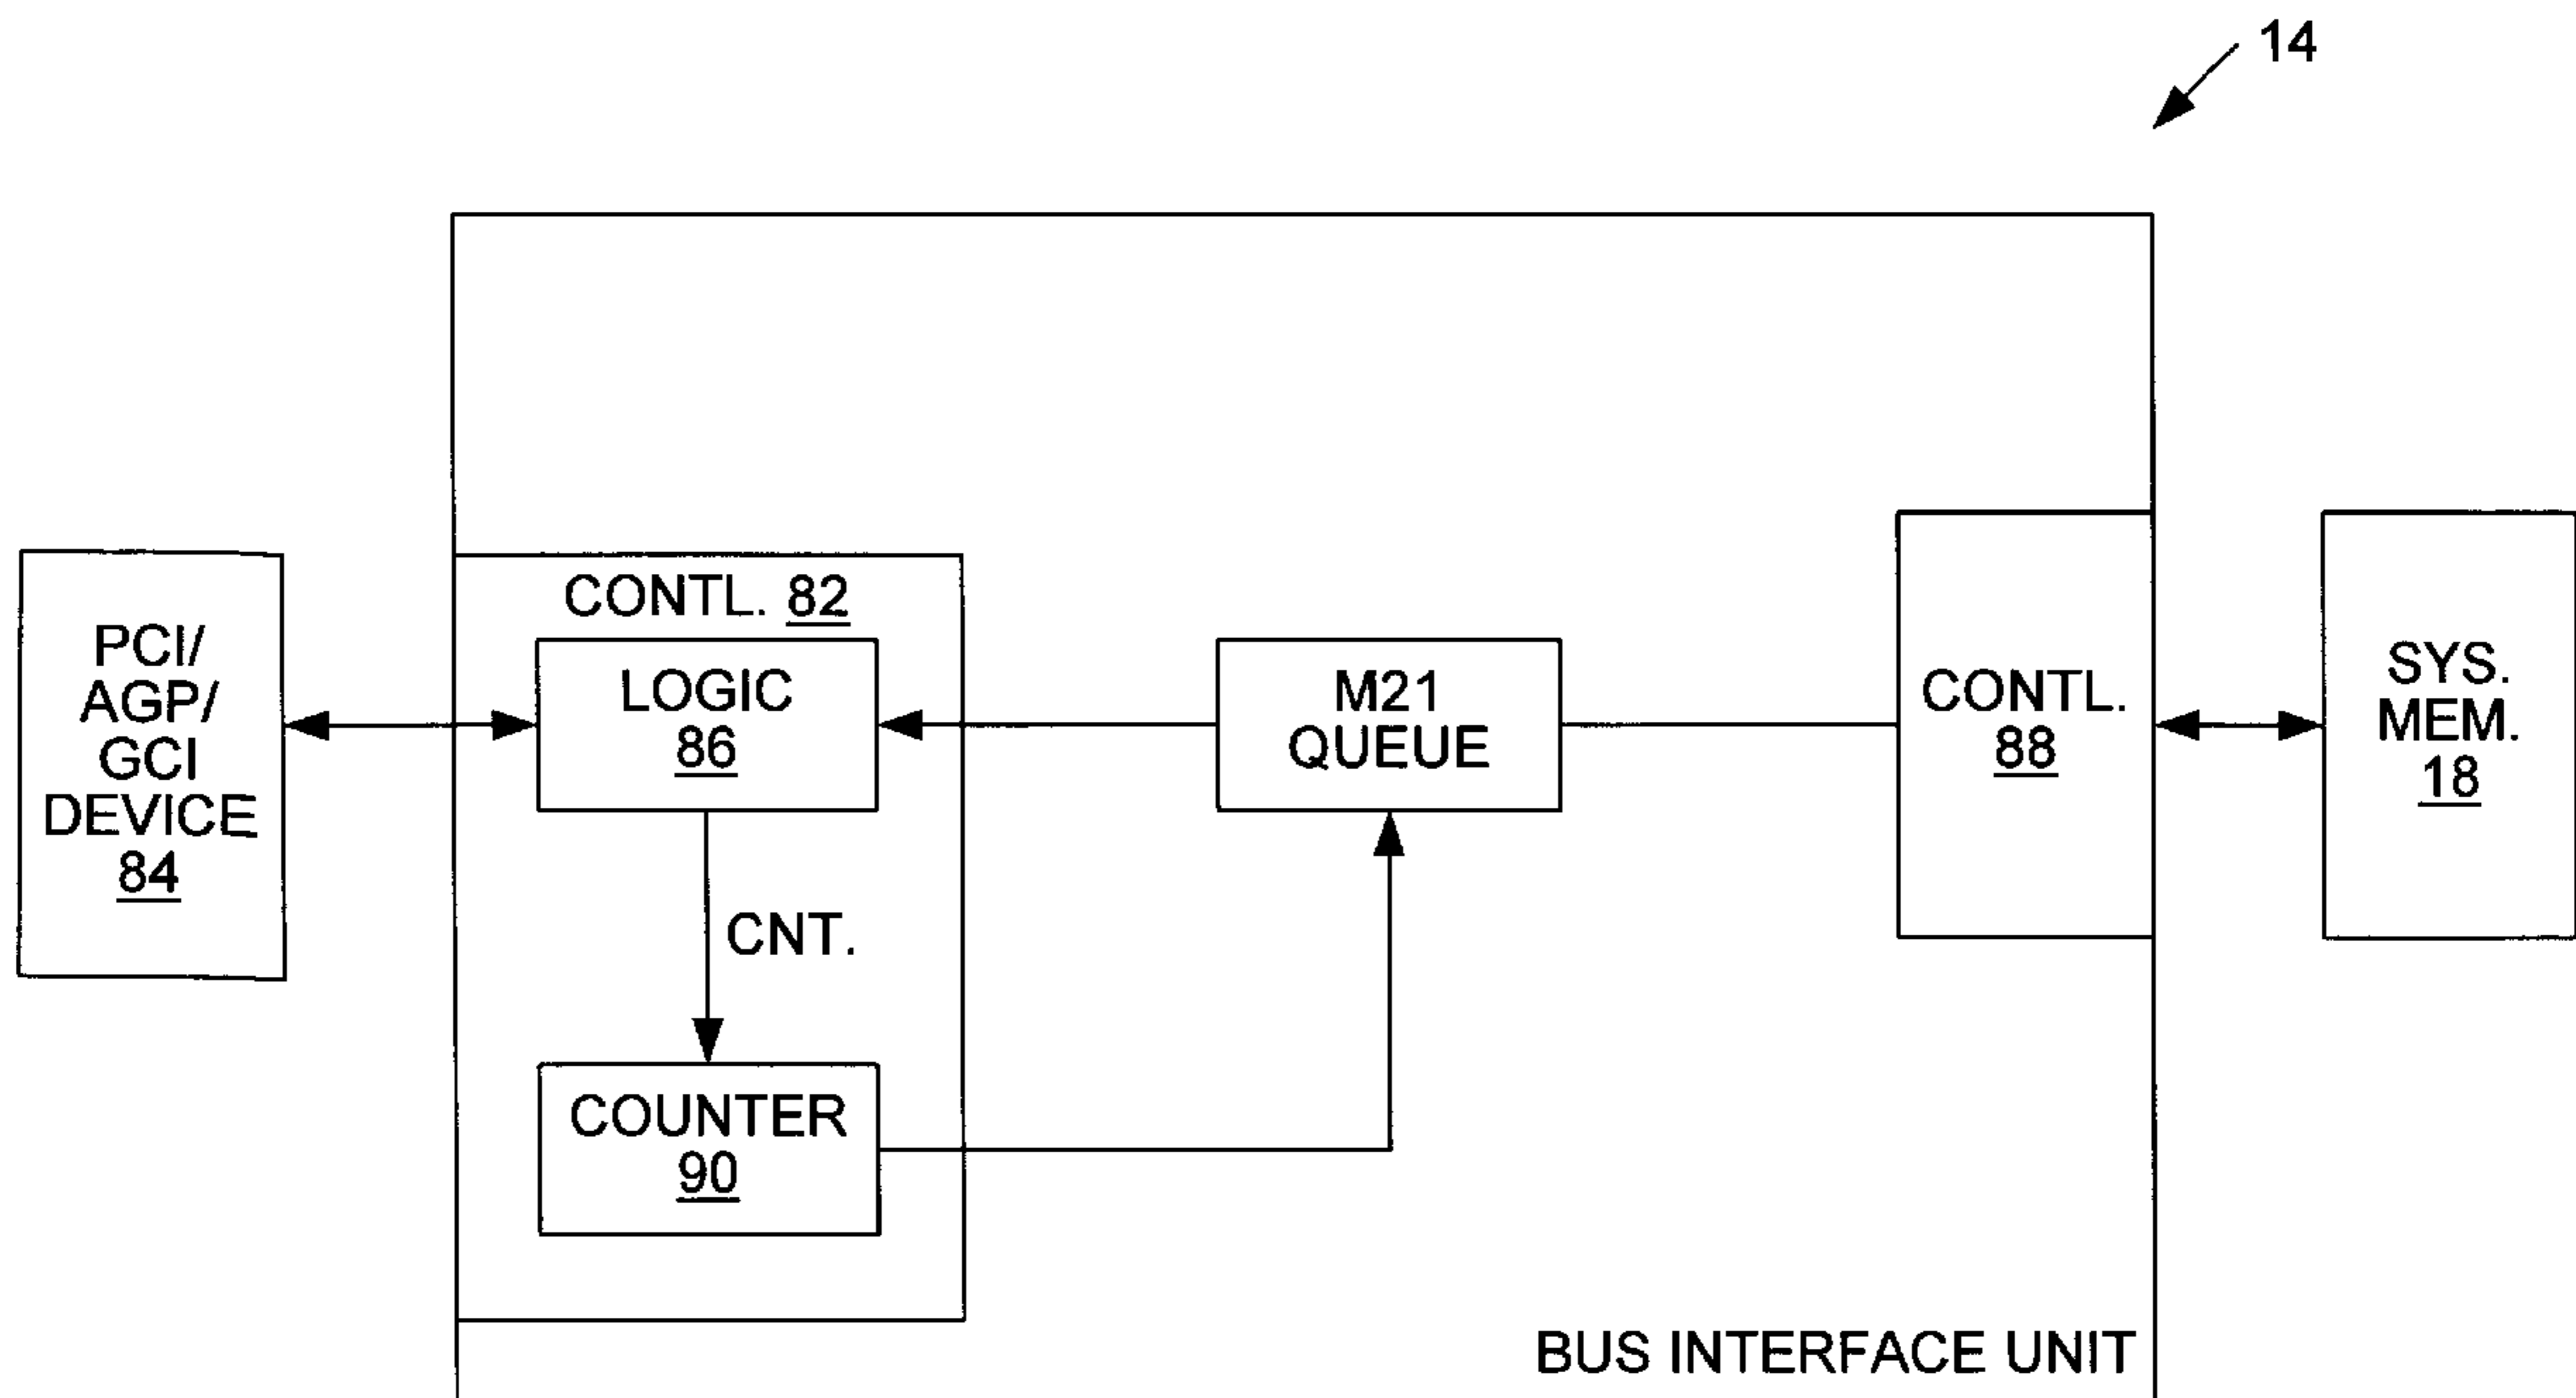 14
PCI/
AGP/
GCI
DEVICE
84
CONTL. 82
LOGIC
86
CNT.
COUNTER
90
M21
QUEUE
CONTL.
88
SYS.
MEM.
18
BUS INTERFACE UNIT